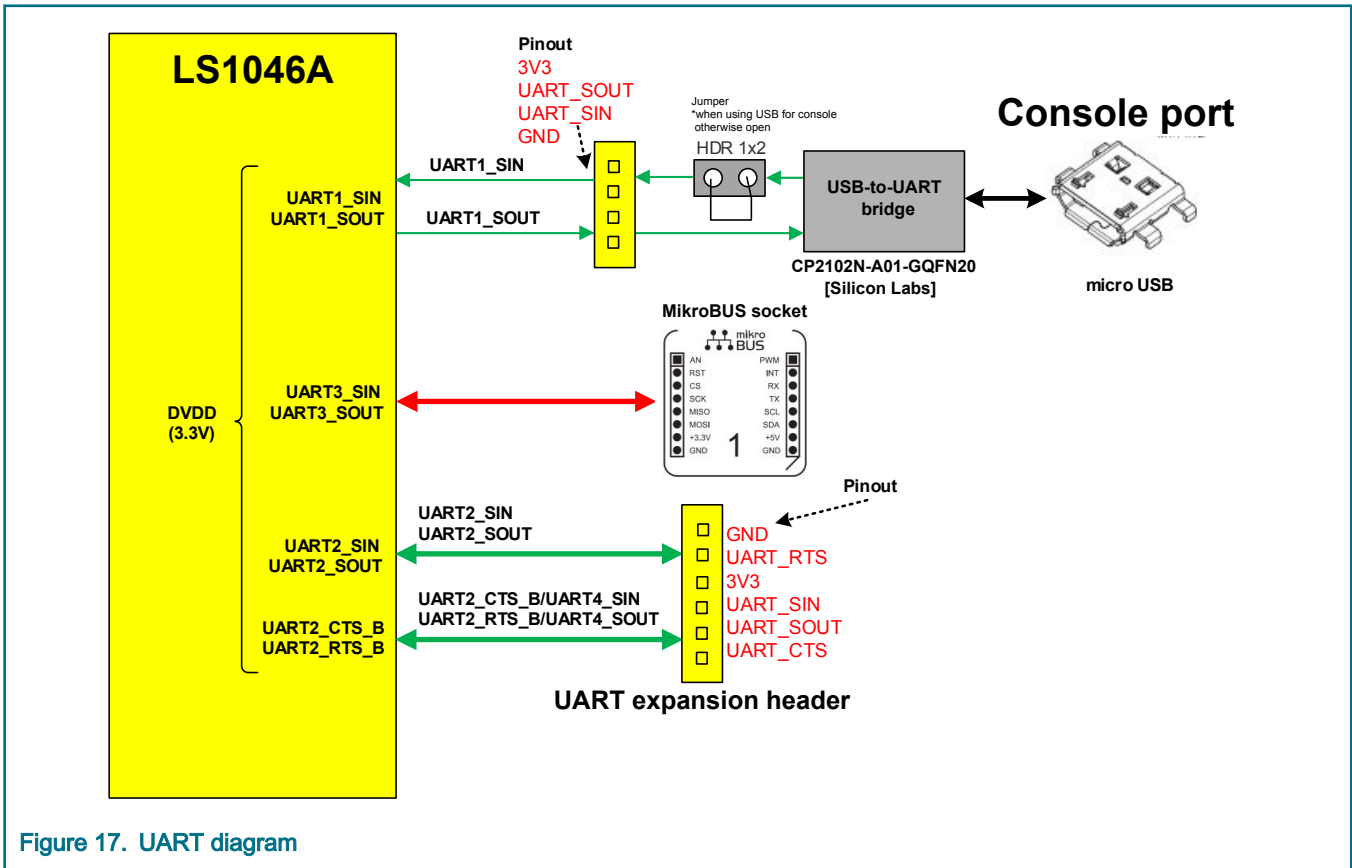 LS1046A
Pinout
3V3
UART_SOUT
UART_SIN
GND
Jumper
*when using USB for console
otherwise open
HDR 1x2
Console port
UART1_SIN
UART1_SIN
UART1_SOUT
UART1_SOUT
USB-to-UART
bridge
CP2102N-A01-GQFN20
[Silicon Labs]
micro USB
MikroBUS socket
mikro
BUS
AN
PWM
RST
INT
CS
RX
SCK
TX
MISO
SCL
MOSI
SDA
+3.3V
+5V
GND
GND
1
UART3_SIN
UART3_SOUT
DVDD
(3.3V)
Pinout
UART2_SIN
UART2_SOUT
UART2_SIN
UART2_SOUT
GND
UART_RTS
3V3
UART_SIN
UART_SOUT
UART_CTS
UART2_CTS_B/UART4_SIN
UART2_RTS_B/UART4_SOUT
UART2_CTS_B
UART2_RTS_B
UART expansion header
Figure 17. UART diagram